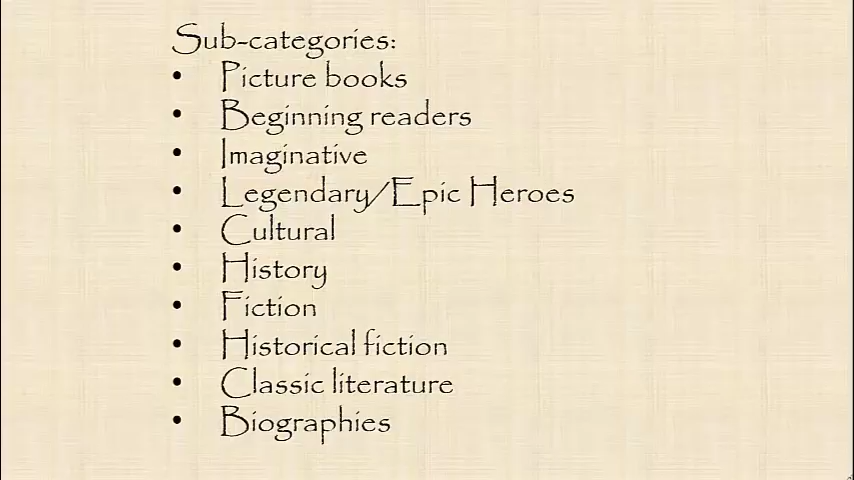 Sub-categories:
• Picture books
• Beginning readers
• Imaginative
• Legendary/Epic Heroes
• Cultural
• History
• Fiction
• Historical fiction
• Classic literature
• Biographies